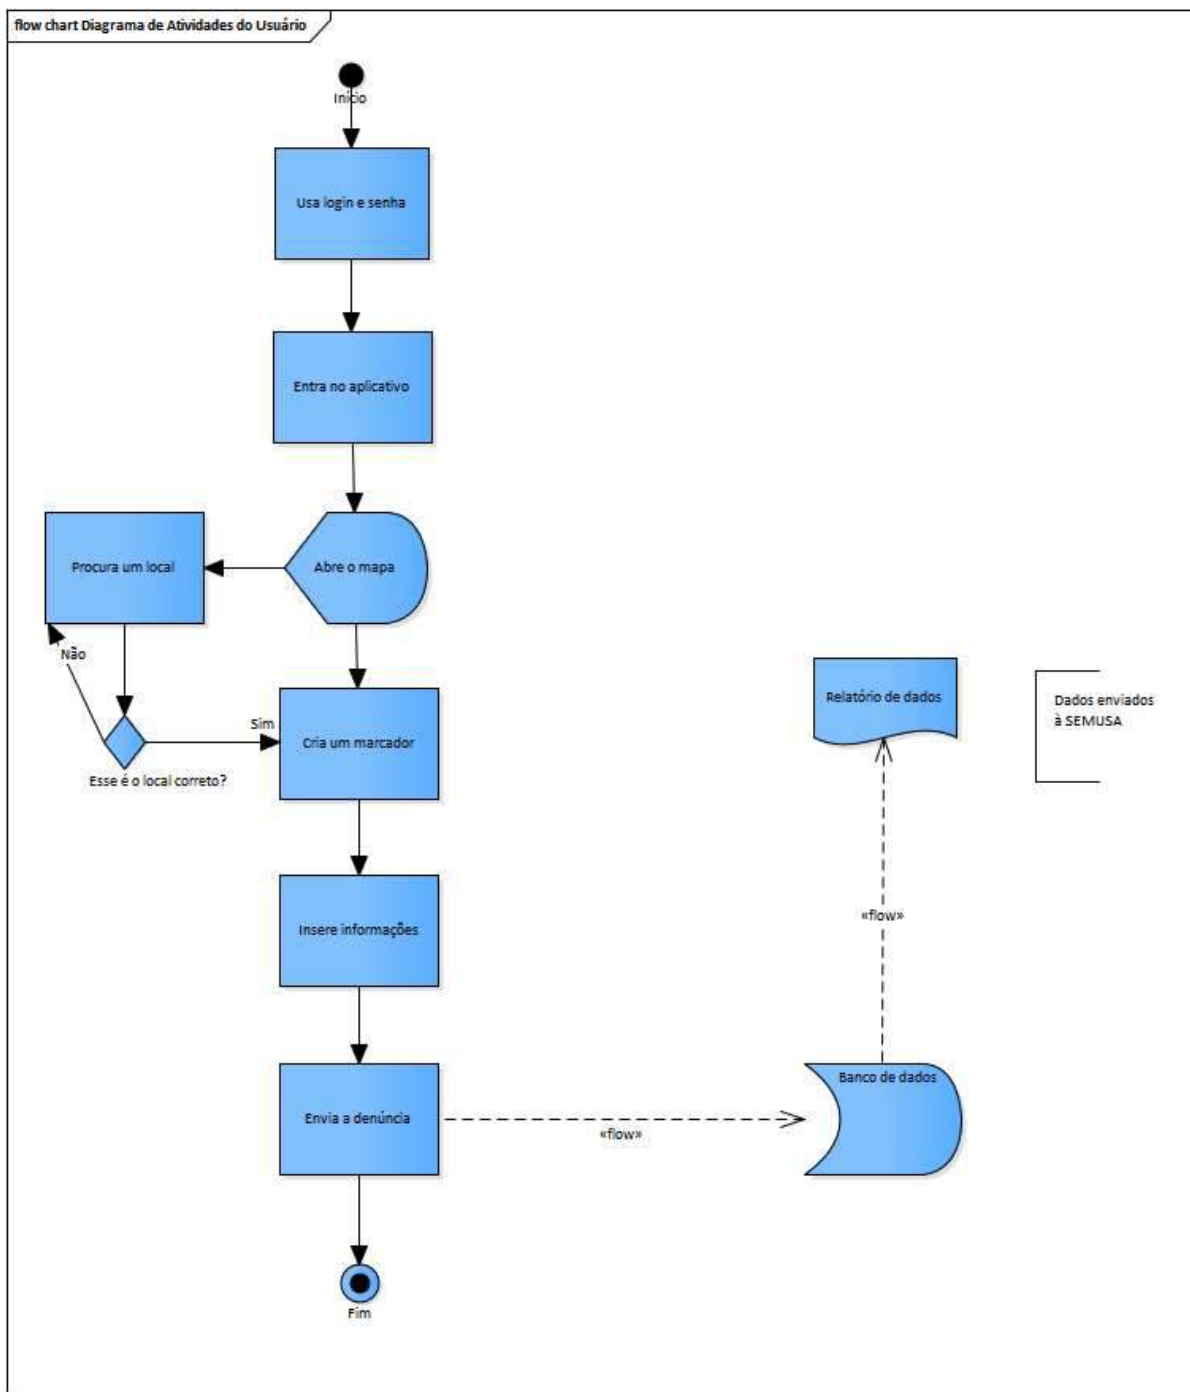 flow chart Diagrama de Atividades do Usuário
Início
Usa login e senha
Entra no aplicativo
Procura um local
Abre o mapa
Não
Sim
Cria um marcador
Esse é o local correto?
Relatório de dados
Dados enviados
à SEMUSA
«flow»
Insere informações
Banco de dados
Envia a denúncia
«flow»
Fim